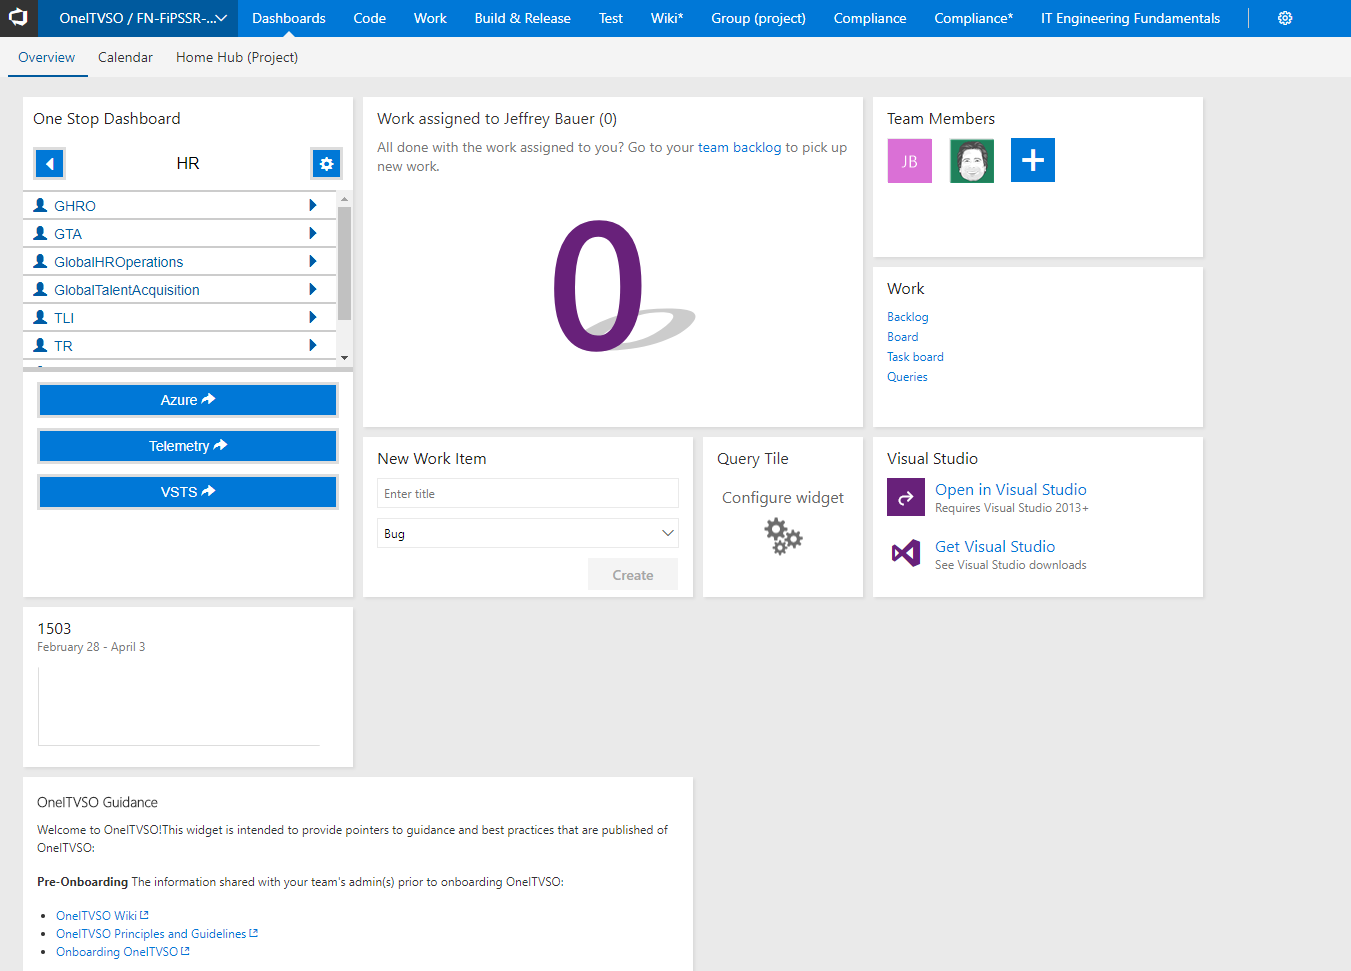 OneITVSO / FN-FiPSSR-...
Dashboards
Code
Work
Build & Release
Test
Wiki*
Group (project)
Compliance
Compliance*
IT Engineering Fundamentals
Overview
Calendar
Home Hub (Project)
One Stop Dashboard
HR
GHRO
GTA
GlobalHROperations
GlobalTalentAcquisition
TLI
TR
Azure
Telemetry
VSTS
Work assigned to Jeffrey Bauer (0)
All done with the work assigned to you? Go to your team backlog to pick up
new work.
0
Team Members
JB
Work
Backlog
Board
Task board
Queries
New Work Item
Enter title
Bug
Create
Query Tile
Configure widget
Visual Studio
Open in Visual Studio
Requires Visual Studio 2013+
Get Visual Studio
See Visual Studio downloads
1503
February 28 - April 3
OneITVSO Guidance
Welcome to OneITVSO!This widget is intended to provide pointers to guidance and best practices that are published of
OneITVSO:
Pre-Onboarding The information shared with your team's admin(s) prior to onboarding OneITVSO:
• OneITVSO Wiki
• OneITVSO Principles and Guidelines
• Onboarding OneITVSO